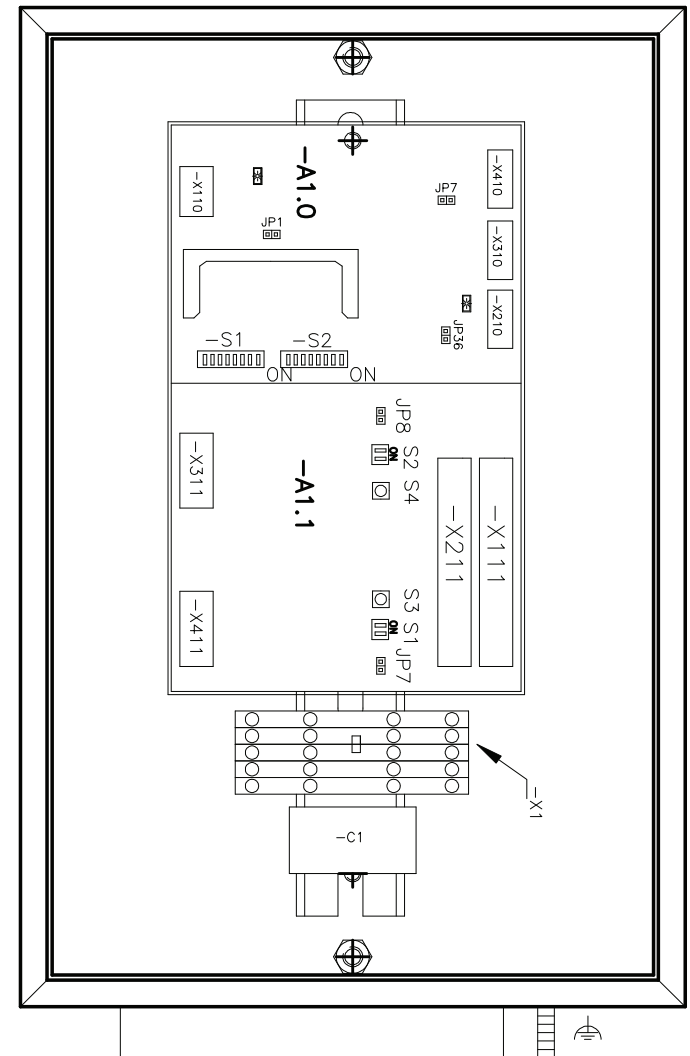 -A1.0
-X110
JP1
JP7
-X410
-X310
-X210
JP36
-S1
-S2
ON
ON
JP8
S2
ON
S4
-X311
-A1.1
-X211
-X111
S3
S1
ON
JP7
-X411
-X1
-C1